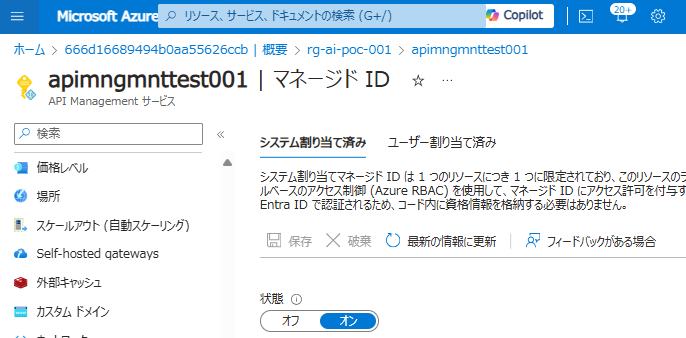 Microsoft Azure
リソース、サービス、ドキュメントの検索 (G+/)
Copilot
20+
ホーム > 666d16689494b0aa55626ccb | 概要 > rg-ai-poc-001 > apimngmnttest001
apimngmnttest001 | マネージド ID ☆ …
API Management サービス
検索
«
価格レベル
場所
スケールアウト (自動スケーリング)
Self-hosted gateways
外部キャッシュ
カスタム ドメイン
システム割り当て済み ユーザー割り当て済み
システム割り当てマネージド ID は 1 つのリソースにつき 1 つに限定されており、このリソースのラ
ルベースのアクセス制御 (Azure RBAC) を使用して、マネージド ID にアクセス許可を付与す
Entra ID で認証されるため、コード内に資格情報を格納する必要はありません。
保存 破棄 最新の情報に更新 フィードバックがある場合
状態
オフ オン